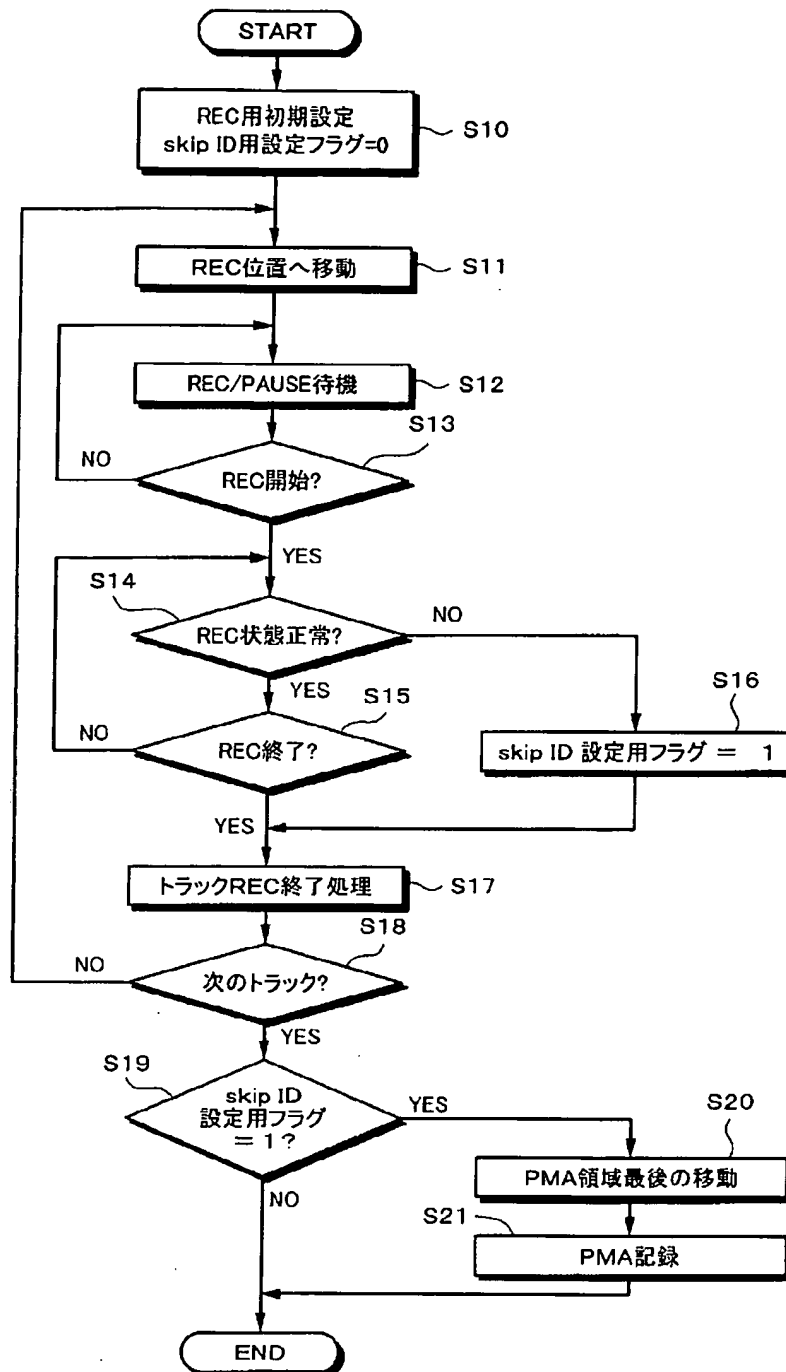 START
REC用初期設定
skip ID用設定フラグ=0
S10
REC位置へ移動
S11
REC/PAUSE待機
S12
S13
NO
REC開始?
YES
S14
NO
REC状態正常?
YES
S15
S16
NO
REC終了?
skip ID 設定用フラグ = 1
YES
トラックREC終了処理
S17
S18
NO
次のトラック?
YES
S19
skip ID
設定用フラグ
= 1?
YES
S20
NO
PMA領域最後の移動
S21
PMA記録
END